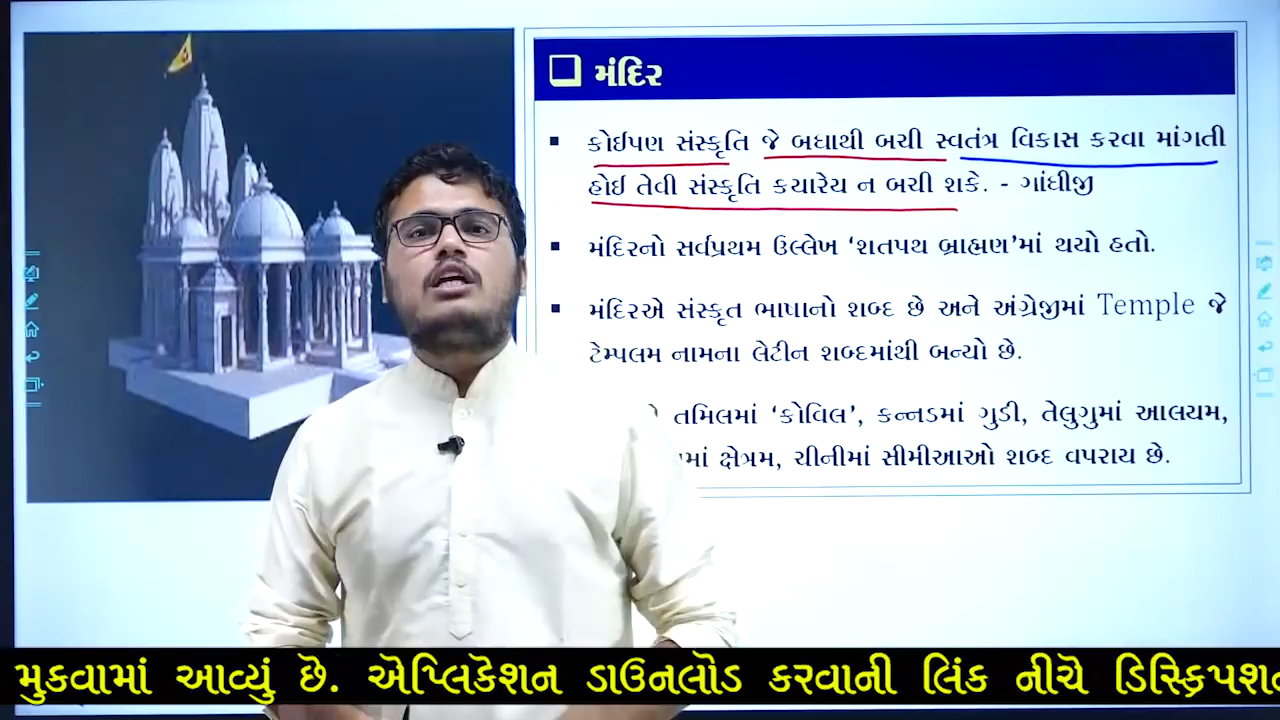 ❑ મંદિર
▪ કોઈપણ સંસ્કૃતિ જે બધાથી બચી સ્વતંત્ર વિકાસ કરવા માંગતી
હોઈ તેવી સંસ્કૃતિ કયારેય ન બચી શકે. - ગાંધીજી
▪ મંદિરનો સર્વપ્રથમ ઉલ્લેખ ‘શતપથ બ્રાહ્મણ’માં થયો હતો.
▪ મંદિરએ સંસ્કૃત ભાષાનો શબ્દ છે અને અંગ્રેજીમાં Temple જે
ટેમ્પલમ નામના લેટીન શબ્દમાંથી બન્યો છે.
તમિલમાં ‘કોવિલ’, કન્નડમાં ગુડી, તેલુગુમાં આલયમ,
ક્ષેત્રમ, ચીનીમાં સીમીઆઓ શબ્દ વપરાય છે.
મુકવામાં આવ્યું છે. એપ્લિકેશન ડાઉનલોડ કરવાની લિંક નીચે